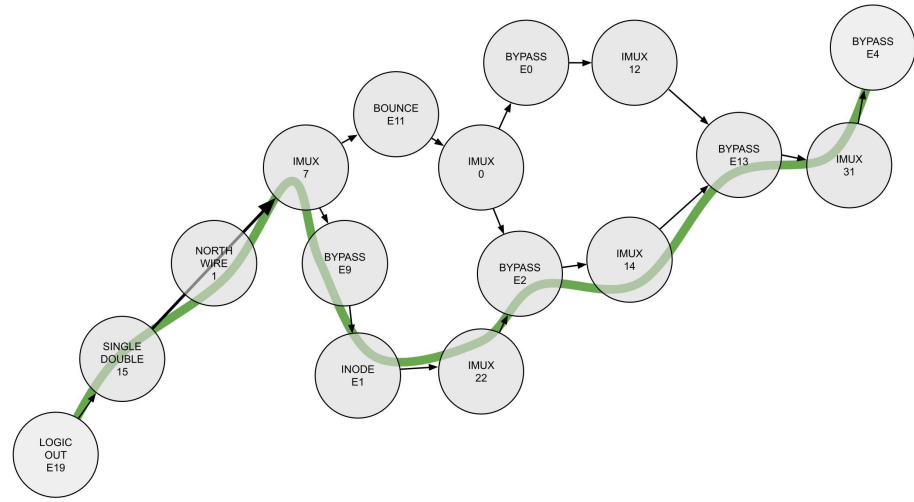 BYPASS
E4
BYPASS
E0
IMUX
12
BOUNCE
E11
IMUX
7
IMUX
0
BYPASS
E13
IMUX
31
NORTH
WIRE
1
BYPASS
E9
BYPASS
E2
IMUX
14
SINGLE
DOUBLE
15
INODE
E1
IMUX
22
LOGIC
OUT
E19